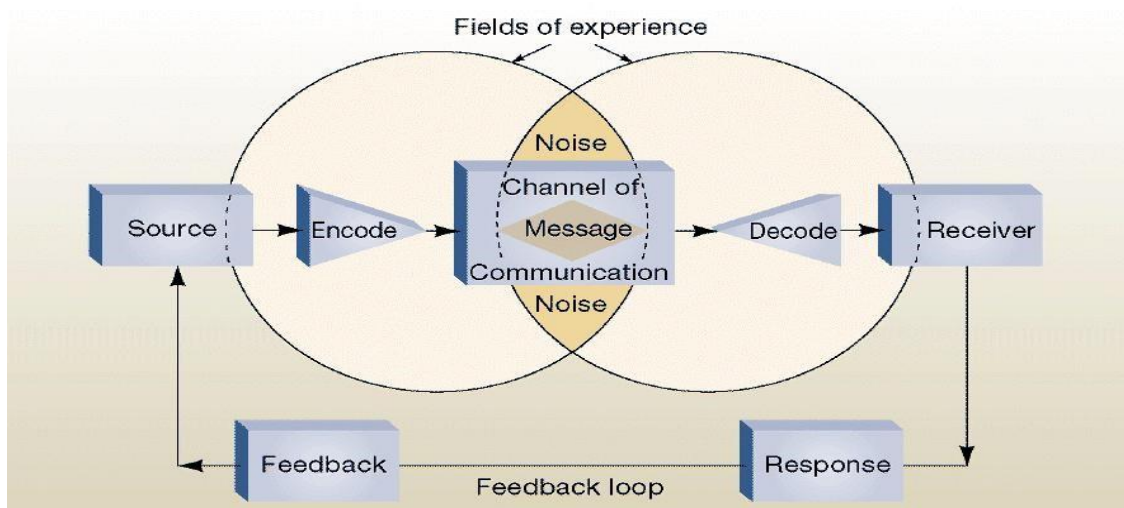 Fields of experience
Noise
Channel of
Source
Encode
Message
Decode
Receiver
Communication
Noise
Feedback
Response
Feedback loop